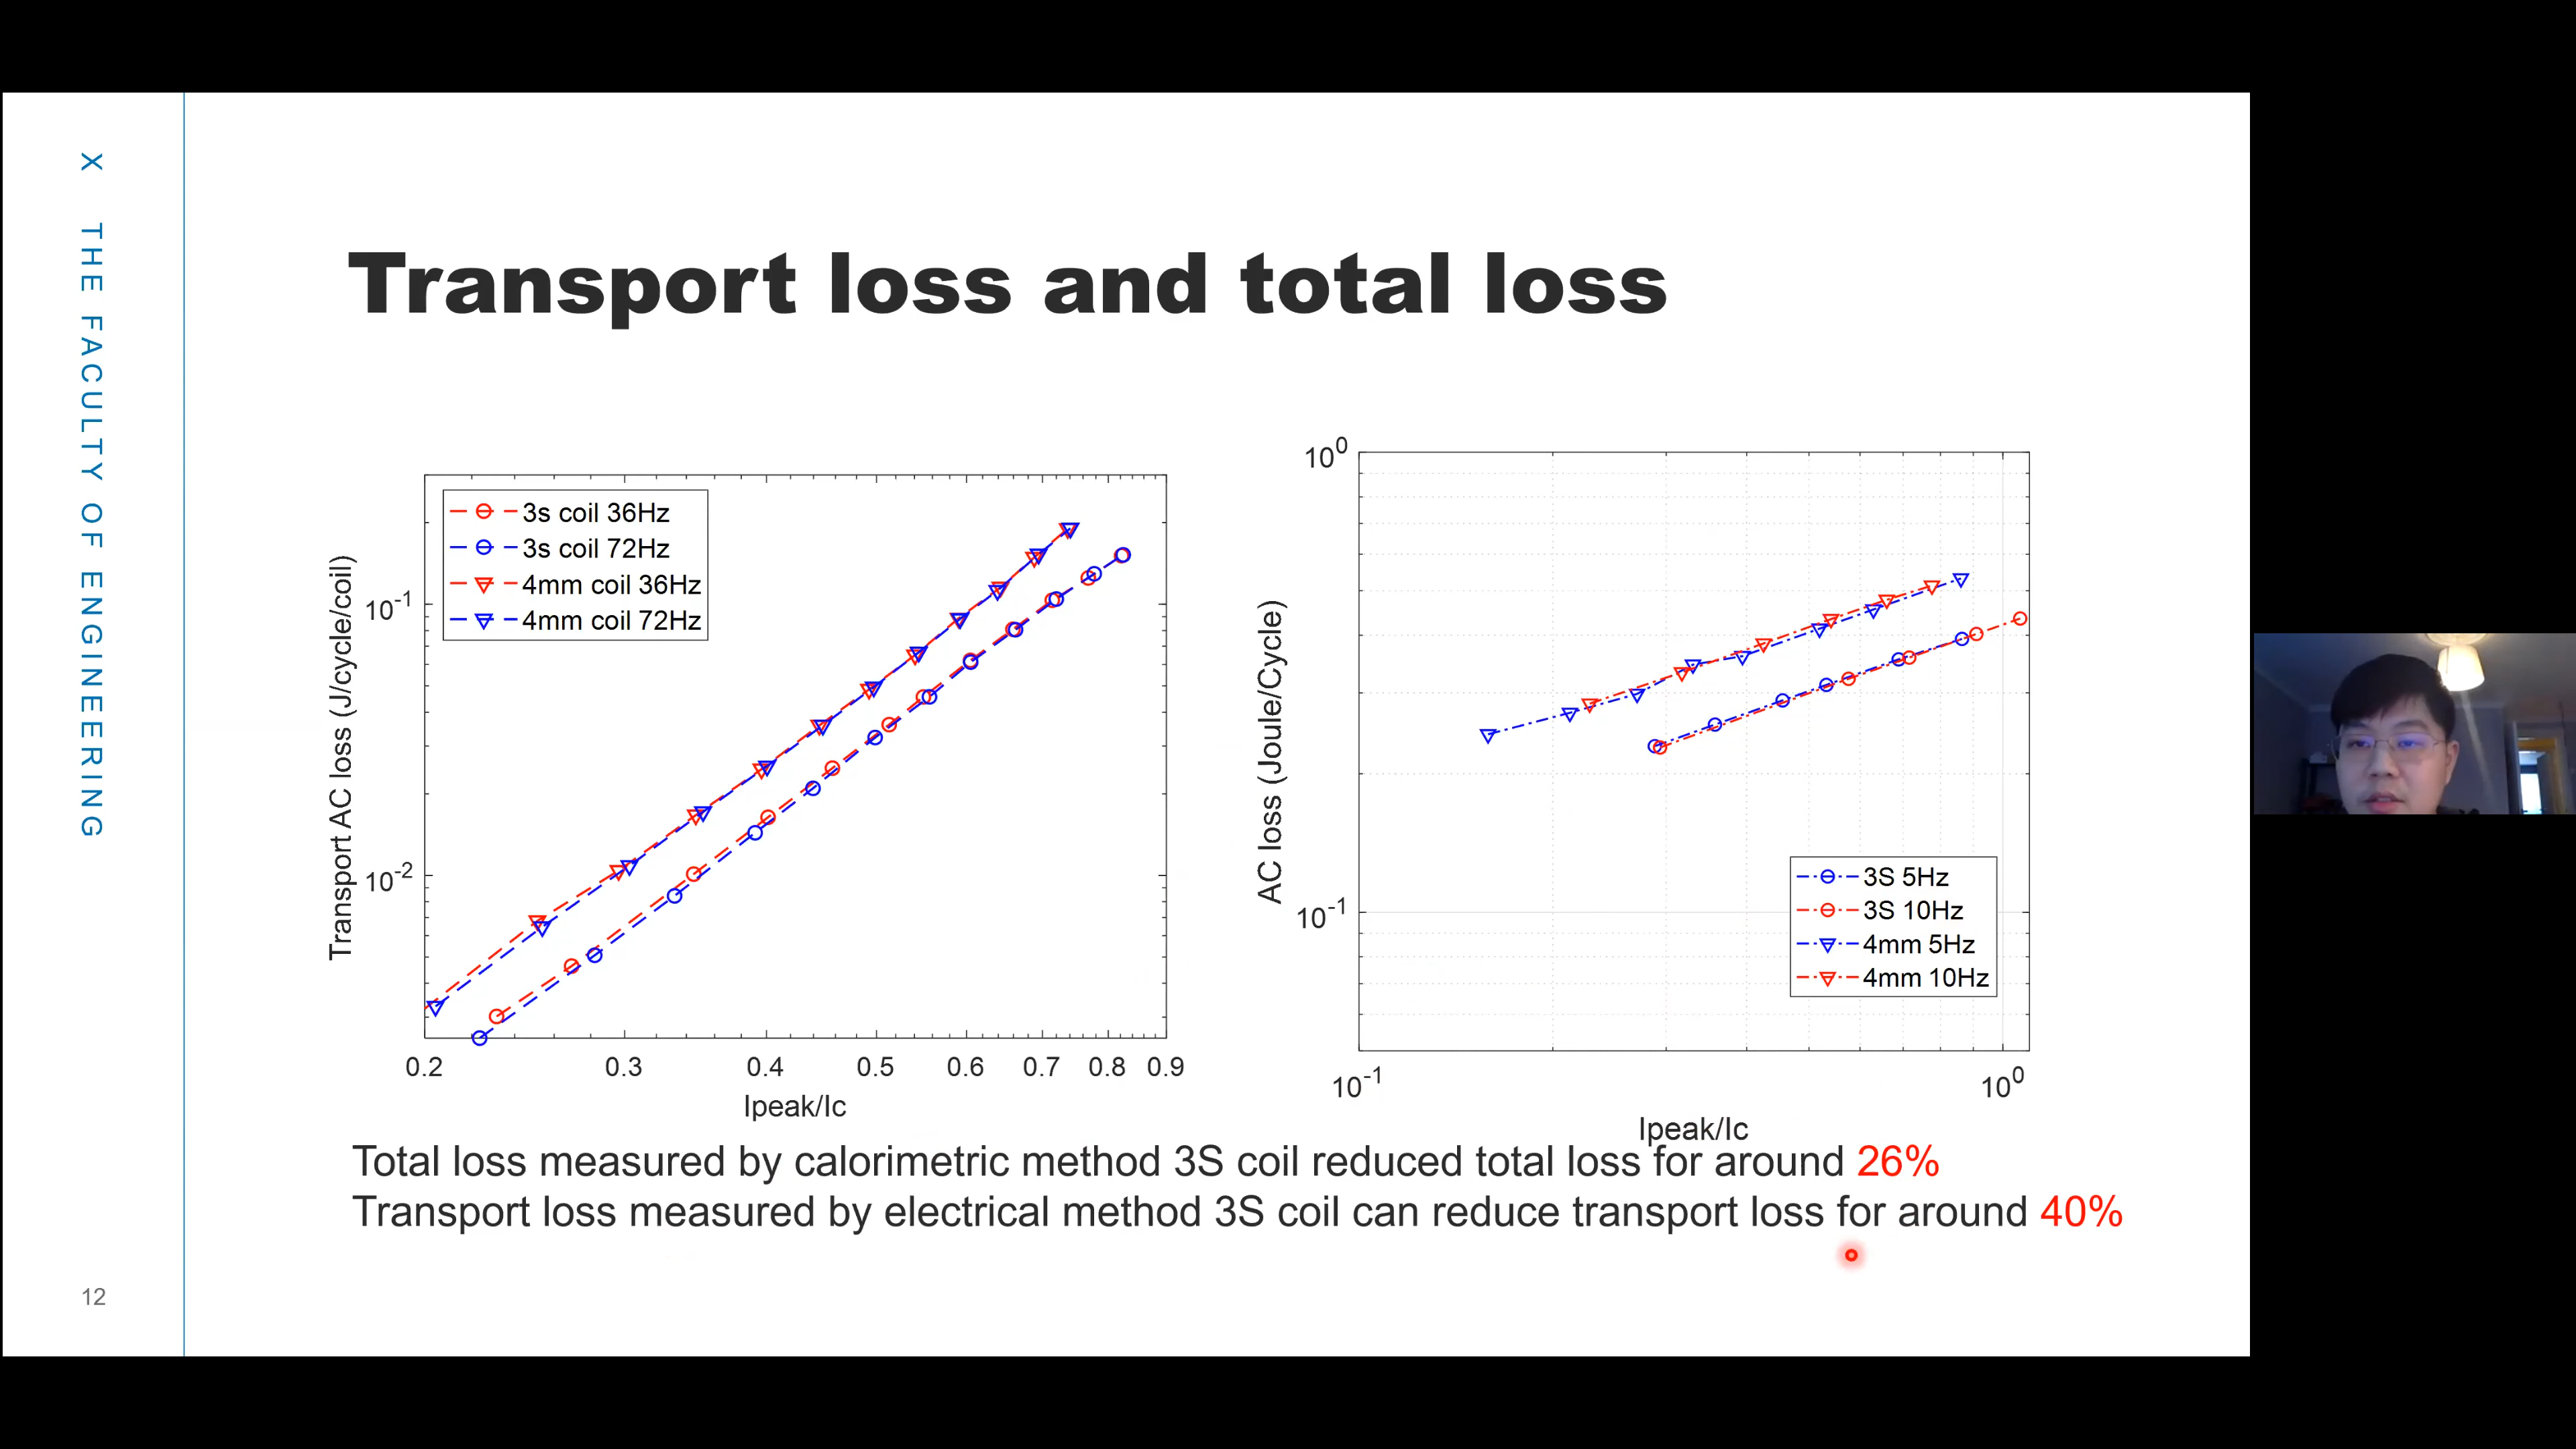 X THE FACULTY OF ENGINEERING
Transport loss and total loss
3s coil 36Hz
3s coil 72Hz
4mm coil 36Hz
4mm coil 72Hz
Transport AC loss (J/cycle/coil)
10-1
10-2
0.2 0.3 0.4 0.5 0.6 0.7 0.8 0.9
Ipeak/Ic
AC loss (Joule/Cycle)
100
10-1
3S 5Hz
3S 10Hz
4mm 5Hz
4mm 10Hz
10-1 100
Ipeak/Ic
Total loss measured by calorimetric method 3S coil reduced total loss for around 26%
Transport loss measured by electrical method 3S coil can reduce transport loss for around 40%
12